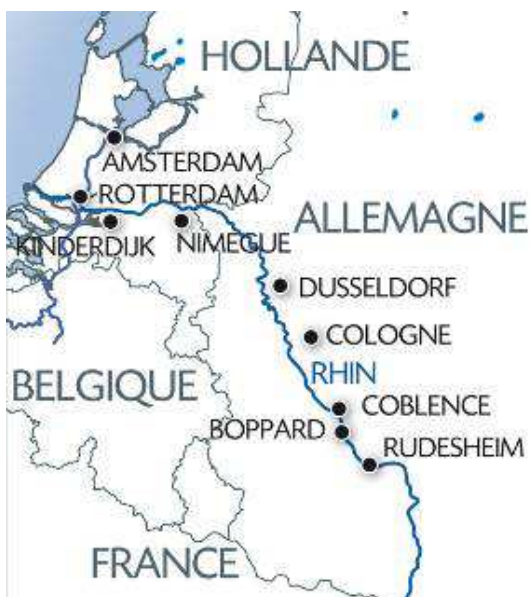 HOLLANDE
AMSTERDAM
ROTTERDAM
ALLEMAGNE
KINDERDIJK
NIMEGUE
DUSSELDORF
COLOGNE
RHIN
BELGIQUE
COBLENCE
BOPPARD
RUDESHEIM
FRANCE